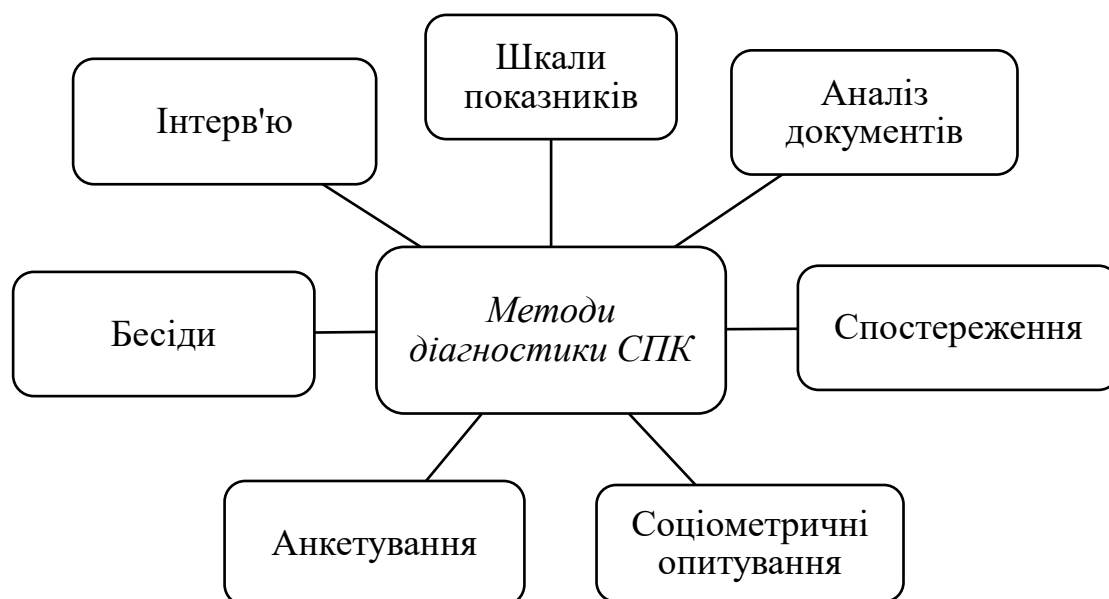 Шкали
показників
Інтерв'ю
Аналіз
документів
Бесіди
Методи
діагностики СПК
Спостереження
Анкетування
Соціометричні
опитування